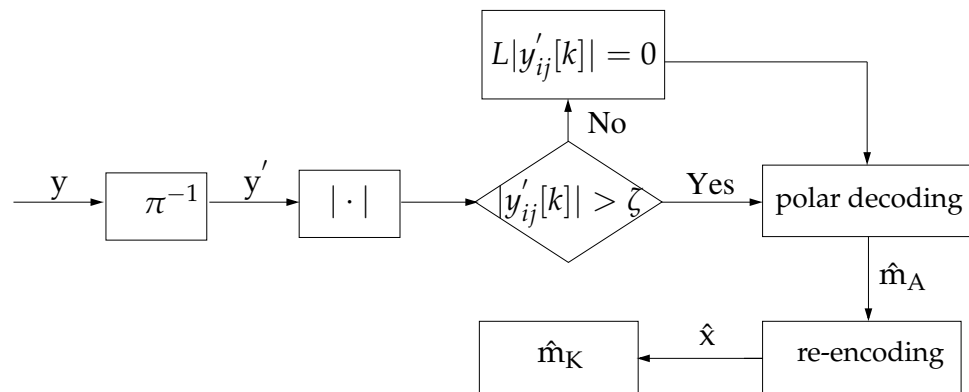 L|y′ij[k]| = 0
No
y
π−1
y′
| · |
|y′ij[k]| > ζ
Yes
polar decoding
m̂A
m̂K
x̂
re-encoding